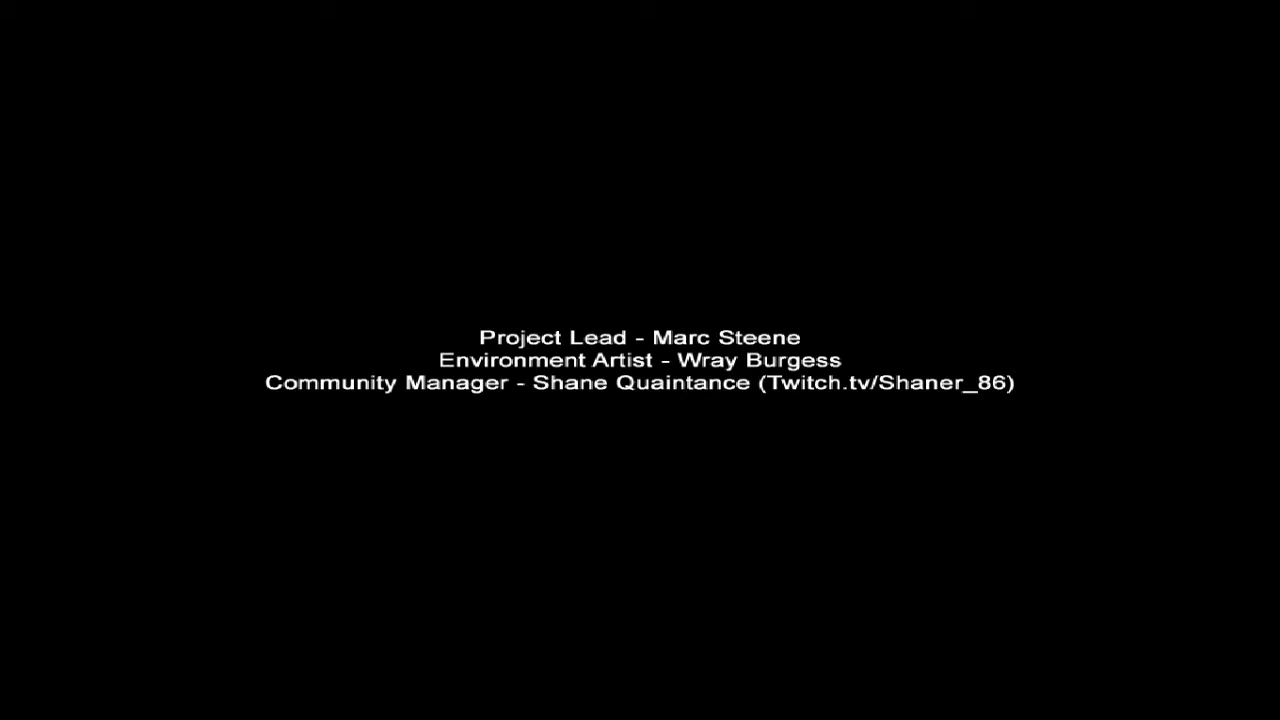 Project Lead - Marc Steene
Environment Artist - Wray Burgess
Community Manager - Shane Quaintance (Twitch.tv/Shaner_86)